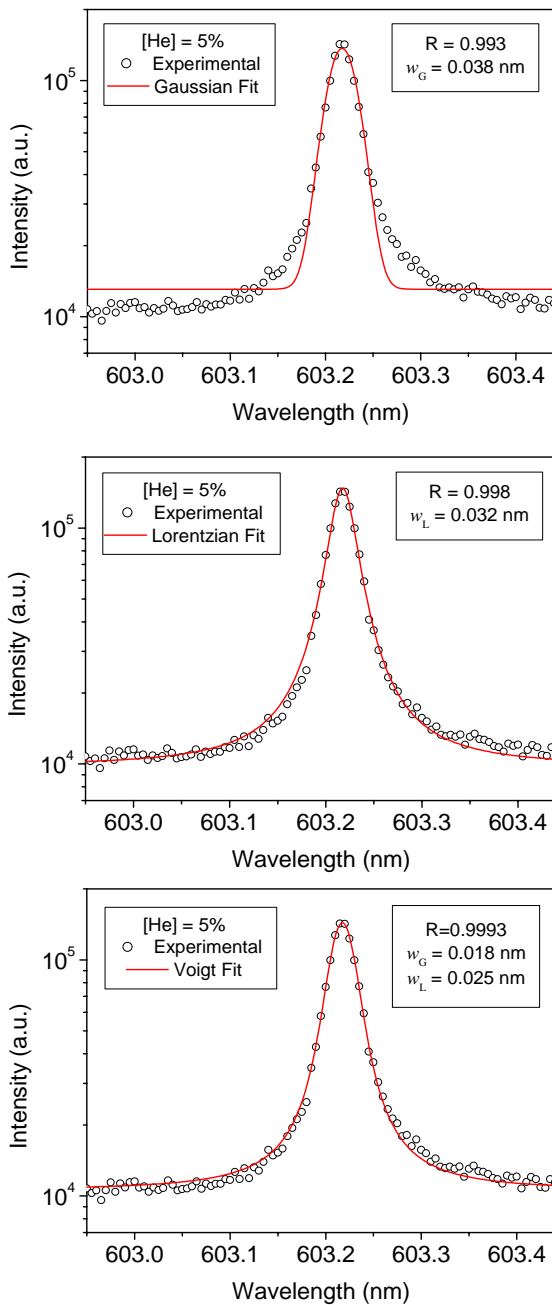 [He] = 5%
Experimental
Gaussian Fit
R = 0.993
w_G = 0.038 nm
10^5
10^4
Intensity (a.u.)
603.0 603.1 603.2 603.3 603.4
Wavelength (nm)
[He] = 5%
Experimental
Lorentzian Fit
R = 0.998
w_L = 0.032 nm
10^5
10^4
Intensity (a.u.)
603.0 603.1 603.2 603.3 603.4
Wavelength (nm)
[He] = 5%
Experimental
Voigt Fit
R=0.9993
w_G = 0.018 nm
w_L = 0.025 nm
10^5
10^4
Intensity (a.u.)
603.0 603.1 603.2 603.3 603.4
Wavelength (nm)